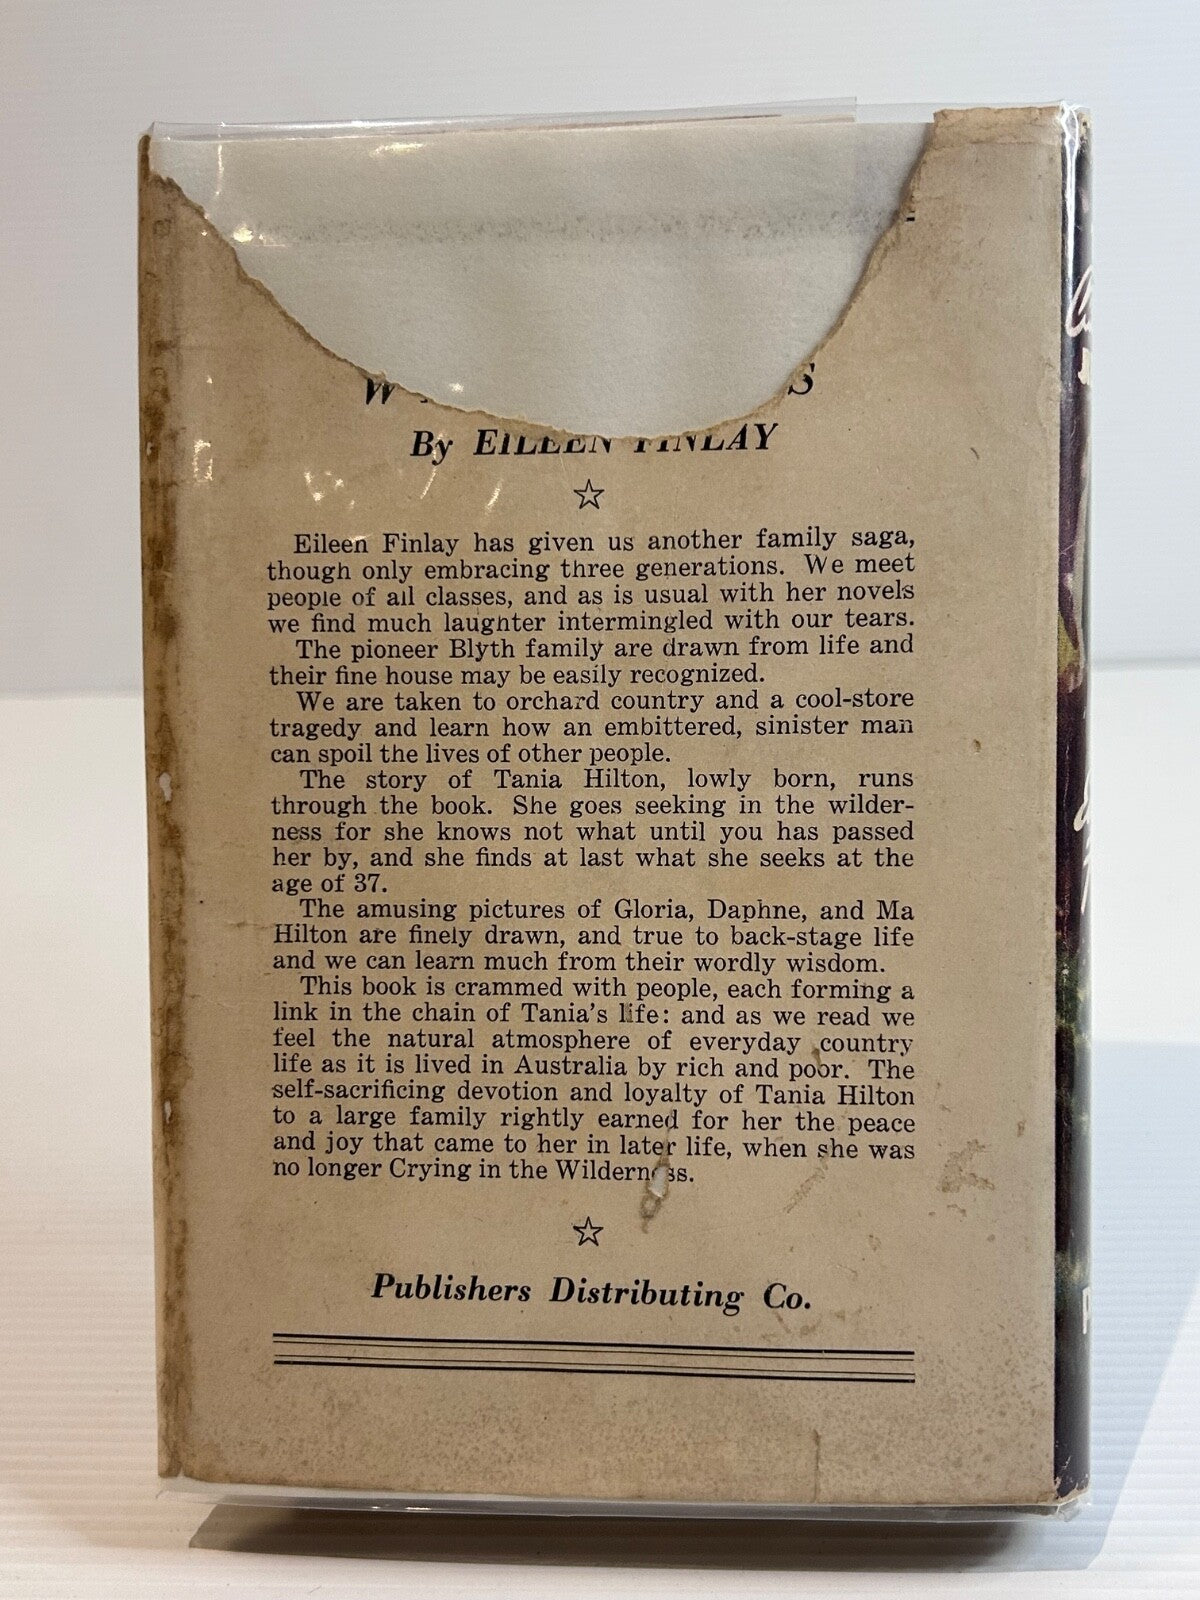 By EILEEN FINLAY
☆
Eileen Finlay has given us another family saga,
though only embracing three generations. We meet
people of all classes, and as is usual with her novels
we find much laughter intermingled with our tears.
The pioneer Blyth family are drawn from life and
their fine house may be easily recognized.
We are taken to orchard country and a cool-store
tragedy and learn how an embittered, sinister man
can spoil the lives of other people.
The story of Tania Hilton, lowly born, runs
through the book. She goes seeking in the wilder-
ness for she knows not what until you has passed
her by, and she finds at last what she seeks at the
age of 37.
The amusing pictures of Gloria, Daphne, and Ma
Hilton are finely drawn, and true to back-stage life
and we can learn much from their wordly wisdom.
This book is crammed with people, each forming a
link in the chain of Tania's life: and as we read we
feel the natural atmosphere of everyday country
life as it is lived in Australia by rich and poor. The
self-sacrificing devotion and loyalty of Tania Hilton
to a large family rightly earned for her the peace
and joy that came to her in later life, when she was
no longer Crying in the Wilderness.
☆
Publishers Distributing Co.